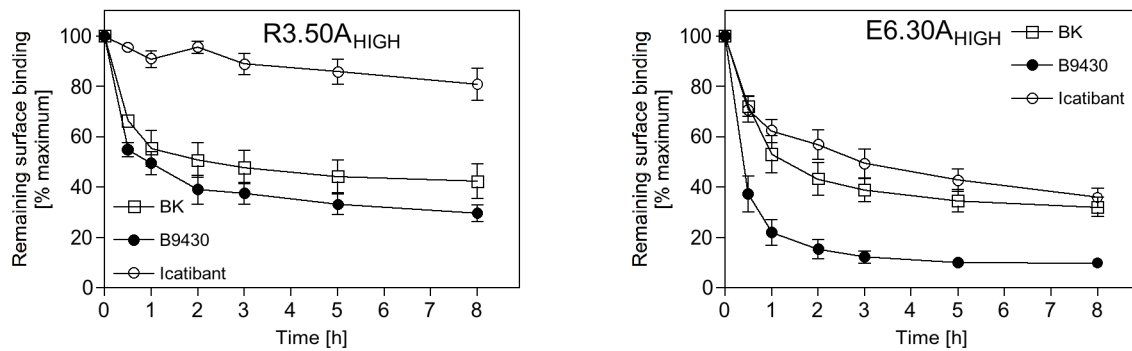 R3.50AHIGH
Remaining surface binding
[% maximum]
100
80
60
40
20
0
BK
B9430
Icatibant
0 1 2 3 4 5 6 7 8
Time [h]
E6.30AHIGH
Remaining surface binding
[% maximum]
100
80
60
40
20
0
BK
B9430
Icatibant
0 1 2 3 4 5 6 7 8
Time [h]